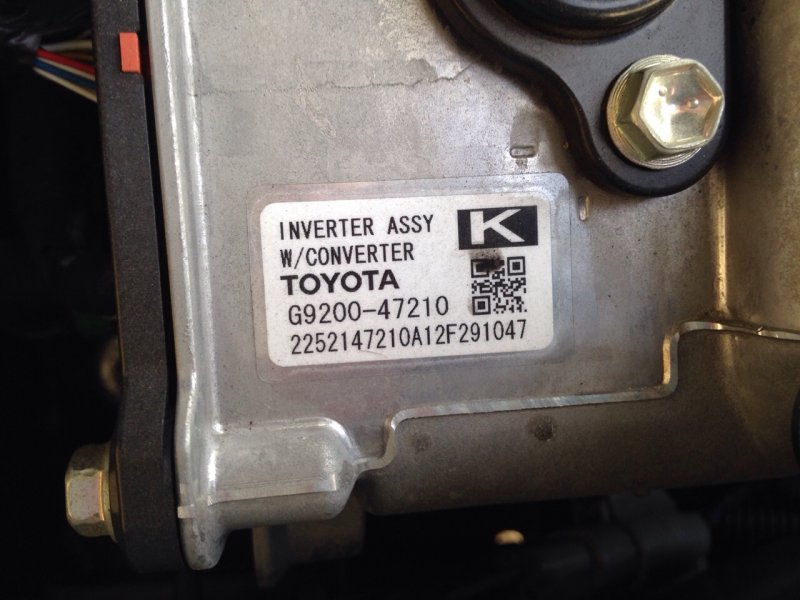 INVERTER ASSY K
W/CONVERTER
TOYOTA
G9200-47210
2252147210A12F291047